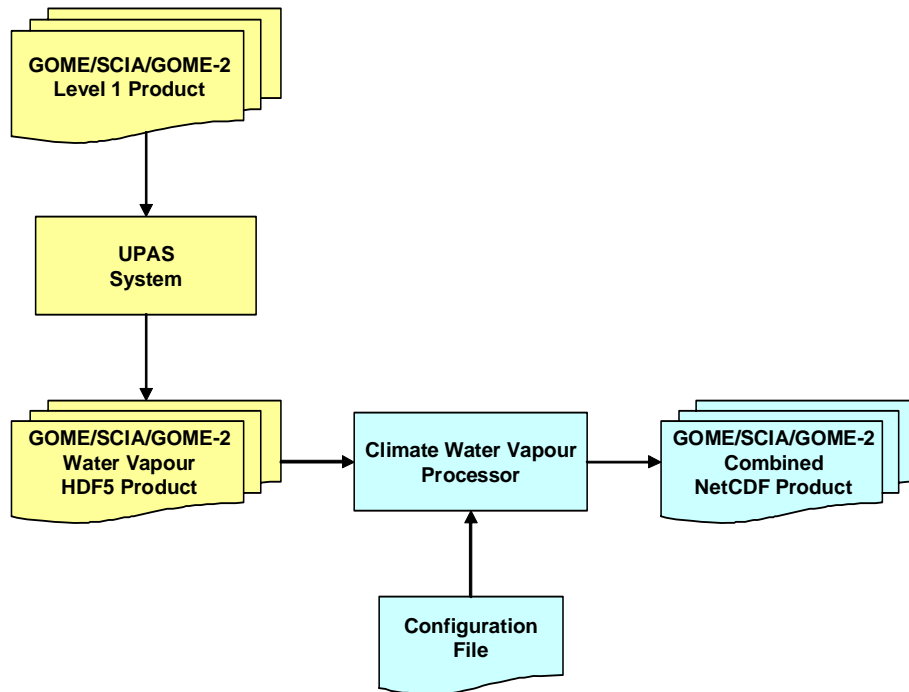 GOME/SCIA/GOME-2
Level 1 Product
UPAS
System
GOME/SCIA/GOME-2
Water Vapour
HDF5 Product
Climate Water Vapour
Processor
GOME/SCIA/GOME-2
Combined
NetCDF Product
Configuration
File